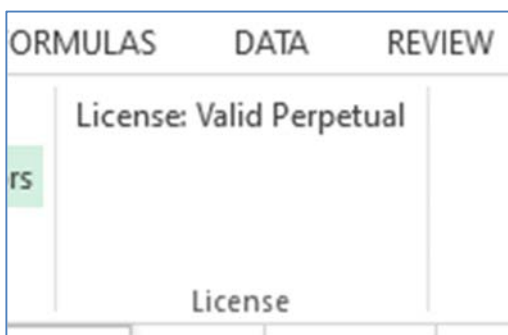 ORMULAS DATA REVIEW
License: Valid Perpetual
rs
License